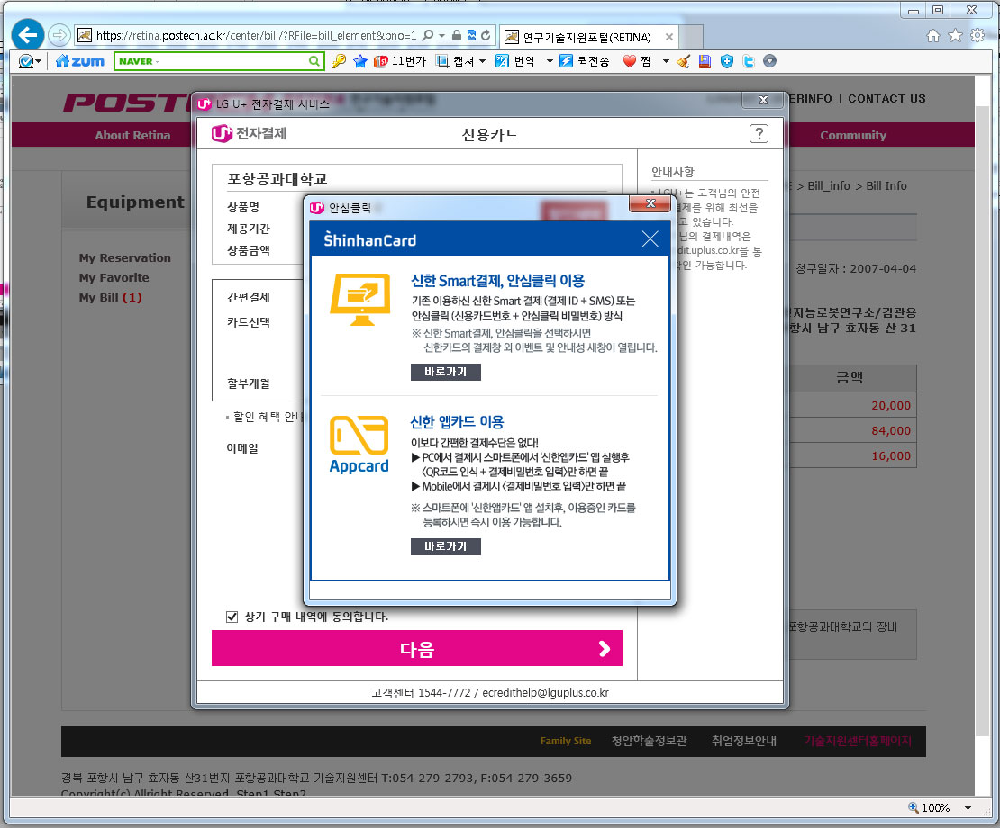 https://retina.postech.ac.kr/center/bill/?RFile=bill_element&pno=1
연구기술지원포털(RETINA)
zum
NAVER
11번가
캡쳐
번역
퀵전송
찜
POST
ERINFO | CONTACT US
About Retina
Community
Equipment
My Reservation
My Favorite
My Bill (1)
> Bill_info > Bill Info
청구일자 : 2007-04-04
지능로봇연구소/김관용
항시 남구 효자동 산 31
금액
20,000
84,000
16,000
포항공과대학교의 장비
LG U+ 전자결제 서비스
U+ 전자결제
신용카드
?
포항공과대학교
상품명
제공기간
상품금액
간편결제
카드선택
할부개월
할인 혜택 안내
이메일
안내사항
LGU+는 고객님의 안전
결제를 위해 최선을
고 있습니다.
님의 결제내역은
dit.uplus.co.kr을 통
확인 가능합니다.
안심클릭
ShinhanCard
신한 Smart결제, 안심클릭 이용
기존 이용하신 신한 Smart 결제 (결제 ID + SMS) 또는
안심클릭 (신용카드번호 + 안심클릭 비밀번호) 방식
※ 신한 Smart결제, 안심클릭을 선택하시면
신한카드의 결제창 외 이벤트 및 안내성 새창이 열립니다.
바로가기
Appcard
신한 앱카드 이용
이보다 간편한 결제수단은 없다!
▶ PC에서 결제시 스마트폰에서 '신한앱카드' 앱 실행후
<QR코드 인식 + 결제비밀번호 입력>만 하면 끝
▶ Mobile에서 결제시 <결제비밀번호 입력>만 하면 끝
※ 스마트폰에 '신한앱카드' 앱 설치후, 이용중인 카드를
등록하시면 즉시 이용 가능합니다.
바로가기
상기 구매 내역에 동의합니다.
다음
고객센터 1544-7772 / ecredithelp@lguplus.co.kr
Family Site 청암학술정보관 취업정보안내 기술지원센터홈페이지
경북 포항시 남구 효자동 산31번지 포항공과대학교 기술지원센터 T:054-279-2793, F:054-279-3659
Copyright(c) Allright Reserved. Step1 Step2
100%